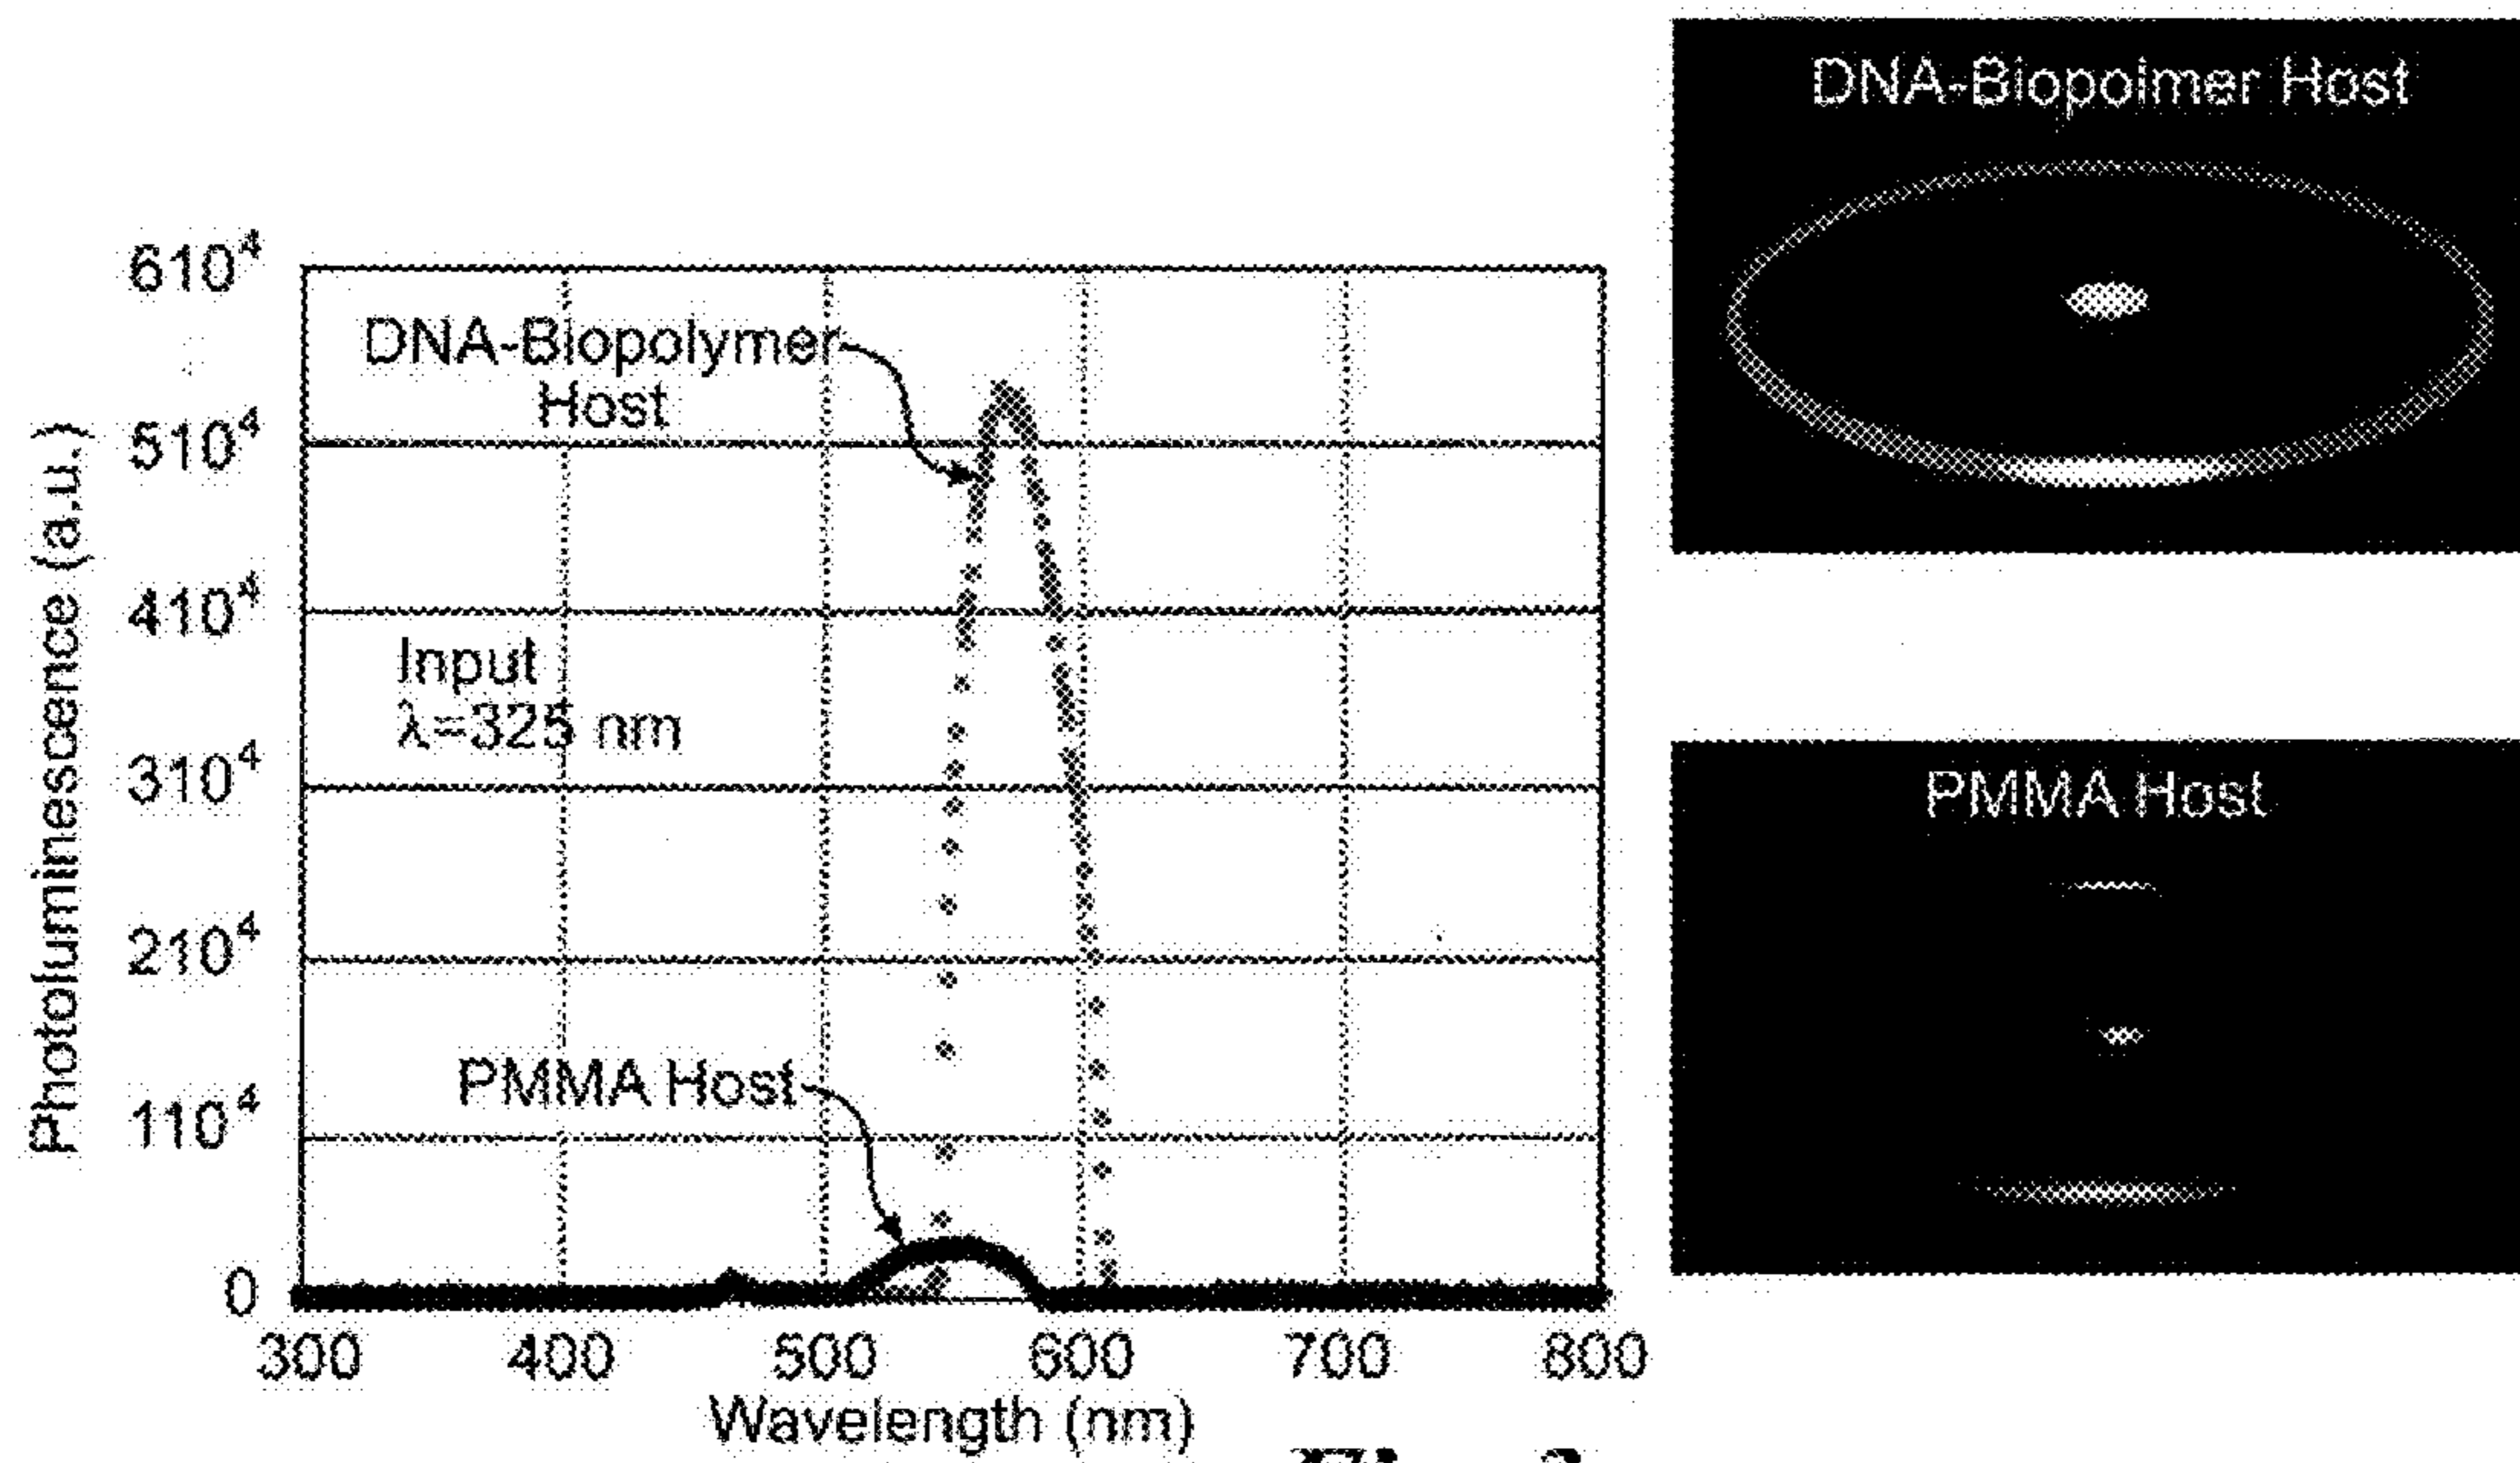 DNA-Biopolmer Host
610⁴
DNA-Biopolymer
Host
510⁴
410⁴
Input
λ=325 nm
310⁴
210⁴
PMMA Host
110⁴
0
300 400 500 600 700 800
Wavelength (nm)
Photoluminescence (a.u.)
PMMA Host